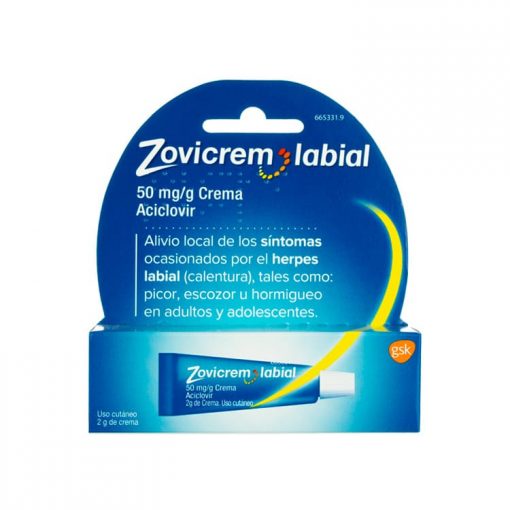 665331.9
Zovicrem labial
50 mg/g Crema
Aciclovir
Alivio local de los síntomas
ocasionados por el herpes
labial (calentura), tales como:
picor, escozor u hormigueo
en adultos y adolescentes.
gsk
Zovicrem labial
50 mg/g Crema
Aciclovir
2g de Crema. Uso cutáneo
Uso cutáneo
2 g de crema